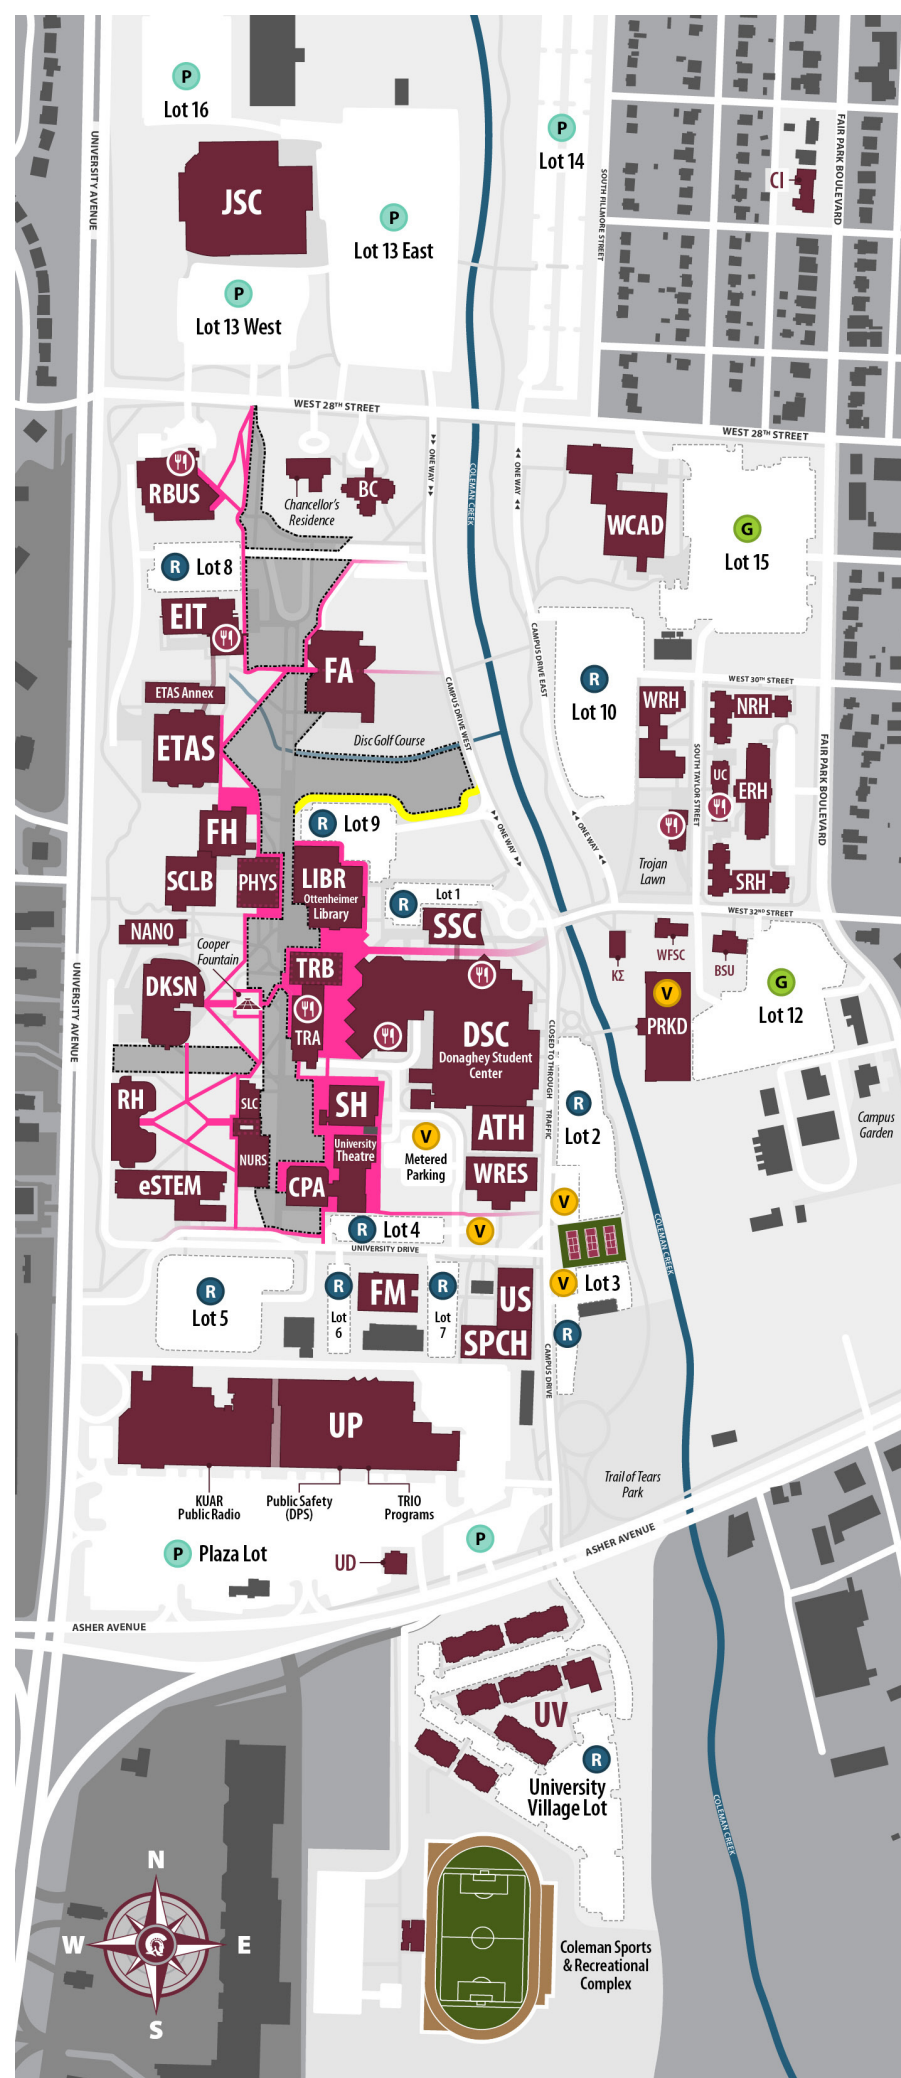 P
Lot 16
P
Lot 14
UNIVERSITY AVENUE
FAIR PARK BOULEVARD
SOUTH FILLMORE STREET
CI
JSC
P
Lot 13 East
P
Lot 13 West
WEST 28TH STREET
WEST 28TH STREET
ONE WAY
ONE WAY
COLEMAN CREEK
RBUS
Chancellor's
Residence
BC
WCAD
G
Lot 15
R
Lot 8
EIT
CAMPUS DRIVE EAST
FA
R
Lot 10
WEST 30TH STREET
ETAS Annex
WRH
NRH
CAMPUS DRIVE WEST
ETAS
Disc Golf Course
SOUTH TAYLOR STREET
FAIR PARK BOULEVARD
UC
ERH
R
Lot 9
ONE WAY
ONE WAY
FH
Trojan
Lawn
SCLB
PHYS
LIBR
Ottenheimer
Library
SRH
R
Lot 1
WEST 32ND STREET
SSC
NANO
Cooper
Fountain
KΣ
WFSC
BSU
TRB
DKSN
UNIVERSITY AVENUE
V
PRKD
G
Lot 12
TRA
DSC
Donaghey Student
Center
CLOSED TO THROUGH TRAFFIC
RH
SLC
SH
R
Lot 2
Campus
Garden
ATH
V
Metered
Parking
University
Theatre
NURS
WRES
eSTEM
CPA
V
R
Lot 4
V
COLEMAN CREEK
UNIVERSITY DRIVE
V
Lot 3
R
Lot 5
R
Lot
6
FM
R
Lot
7
US
SPCH
R
CAMPUS DRIVE
UP
KUAR
Public Radio
Public Safety
(DPS)
TRIO
Programs
Trail of Tears
Park
P
Plaza Lot
P
ASHER AVENUE
UD
ASHER AVENUE
UV
R
University
Village Lot
COLEMAN CREEK
N
W
E
S
Coleman Sports
& Recreational
Complex